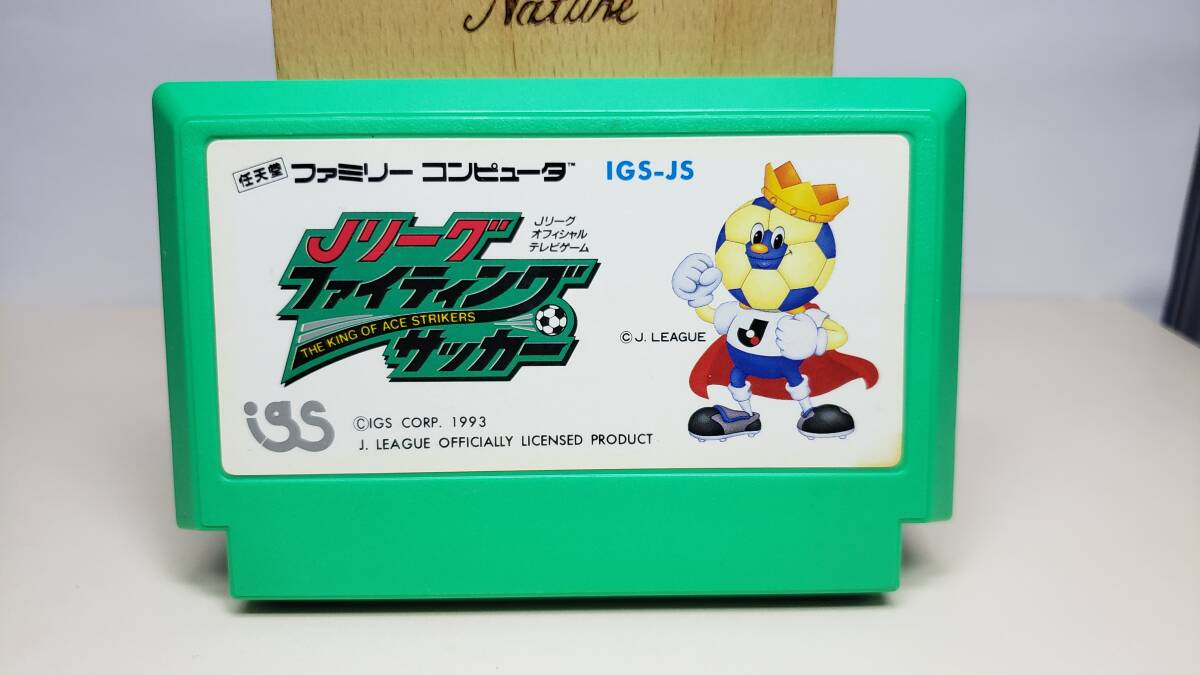 Nature
任天堂 ファミリー コンピュータ™ IGS-JS
Jリーグ
オフィシャル
テレビゲーム
Jリーグ
ファイティング
サッカー
THE KING OF ACE STRIKERS
©J. LEAGUE
igs
©IGS CORP. 1993
J. LEAGUE OFFICIALLY LICENSED PRODUCT